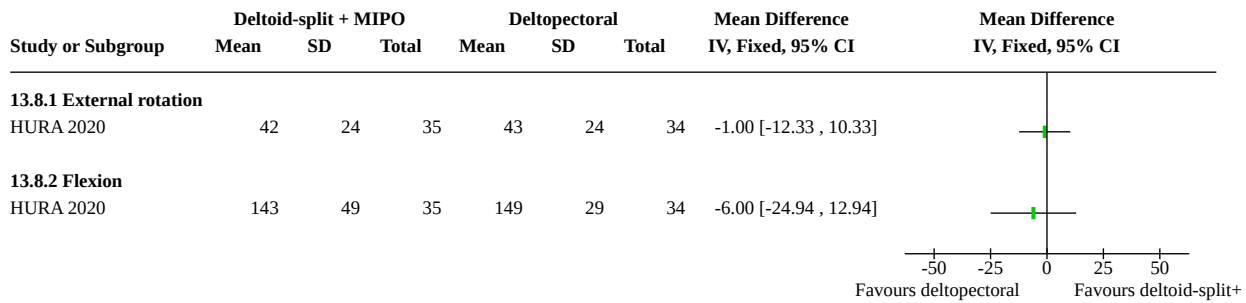 Deltoid-split + MIPO Deltopectoral Mean Difference Mean Difference
Study or Subgroup Mean SD Total Mean SD Total IV, Fixed, 95% CI IV, Fixed, 95% CI
13.8.1 External rotation
HURA 2020 42 24 35 43 24 34 -1.00 [-12.33 , 10.33]
13.8.2 Flexion
HURA 2020 143 49 35 149 29 34 -6.00 [-24.94 , 12.94]
-50 -25 0 25 50
Favours deltopectoral Favours deltoid-split+